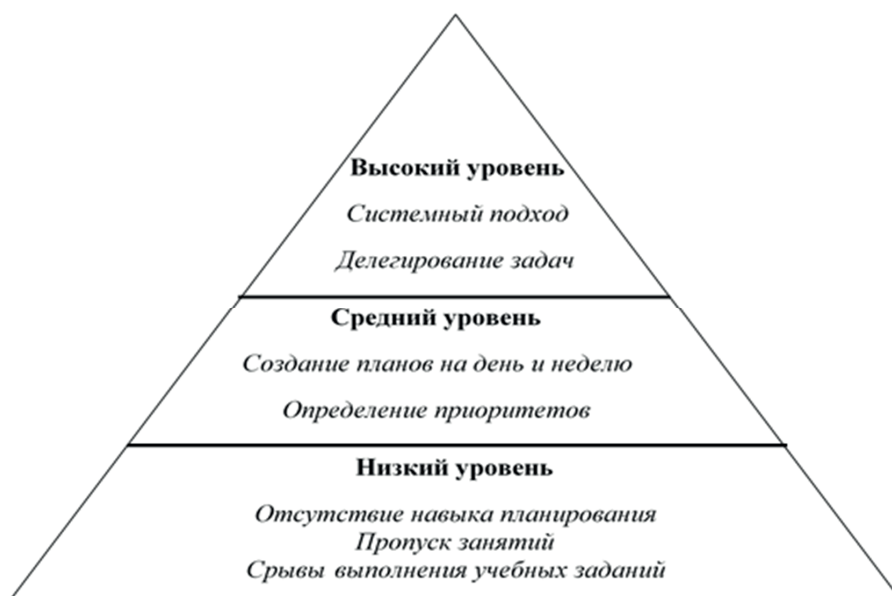 Высокий уровень
Системный подход
Делегирование задач
Средний уровень
Создание планов на день и неделю
Определение приоритетов
Низкий уровень
Отсутствие навыка планирования
Пропуск занятий
Срывы выполнения учебных заданий